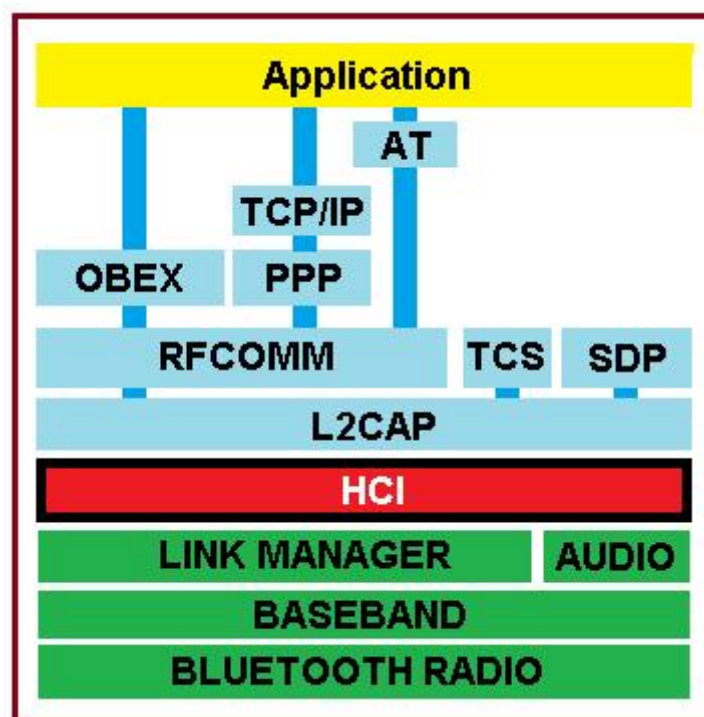 Application
AT
TCP/IP
OBEX PPP
RFCOMM TCS SDP
L2CAP
HCI
LINK MANAGER AUDIO
BASEBAND
BLUETOOTH RADIO